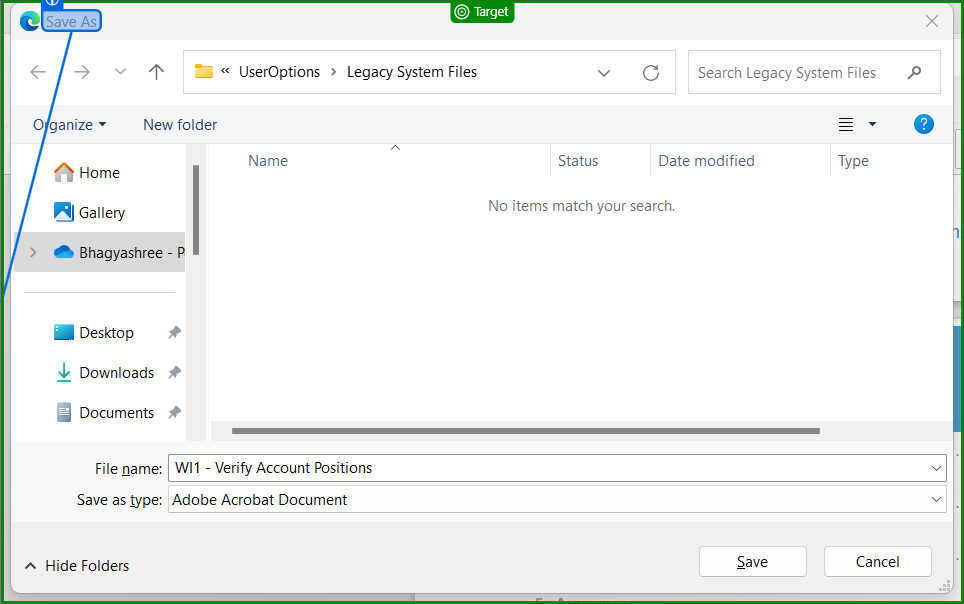 Target
Save As
« UserOptions > Legacy System Files
Search Legacy System Files
Organize
New folder
?
Name
Status
Date modified
Type
No items match your search.
Home
Gallery
Bhagyashree - P
Desktop
Downloads
Documents
File name: WI1 - Verify Account Positions
Save as type: Adobe Acrobat Document
Hide Folders
Save
Cancel